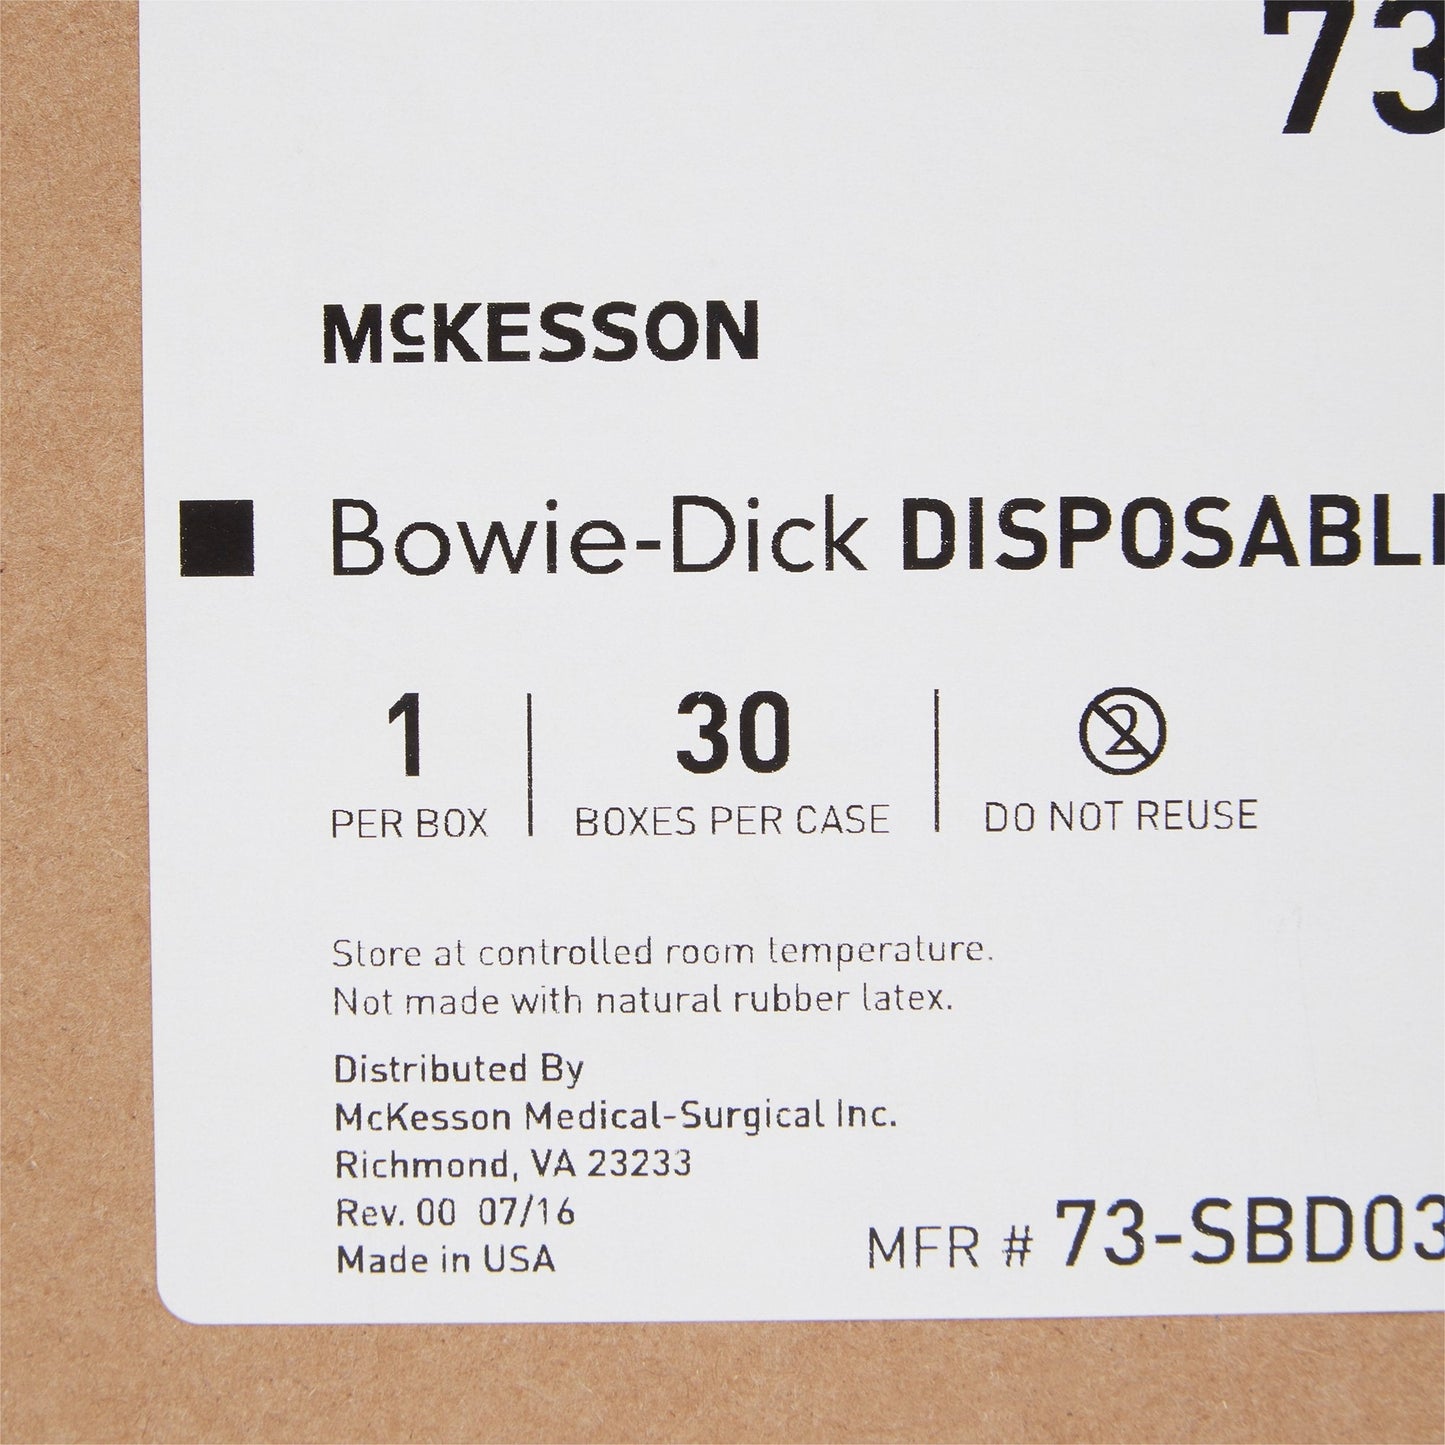 73
McKESSON
Bowie-Dick DISPOSABL
1
PER BOX
30
BOXES PER CASE
2
DO NOT REUSE
Store at controlled room temperature.
Not made with natural rubber latex.
Distributed By
McKesson Medical-Surgical Inc.
Richmond, VA 23233
Rev. 00 07/16
Made in USA
MFR # 73-SBD03